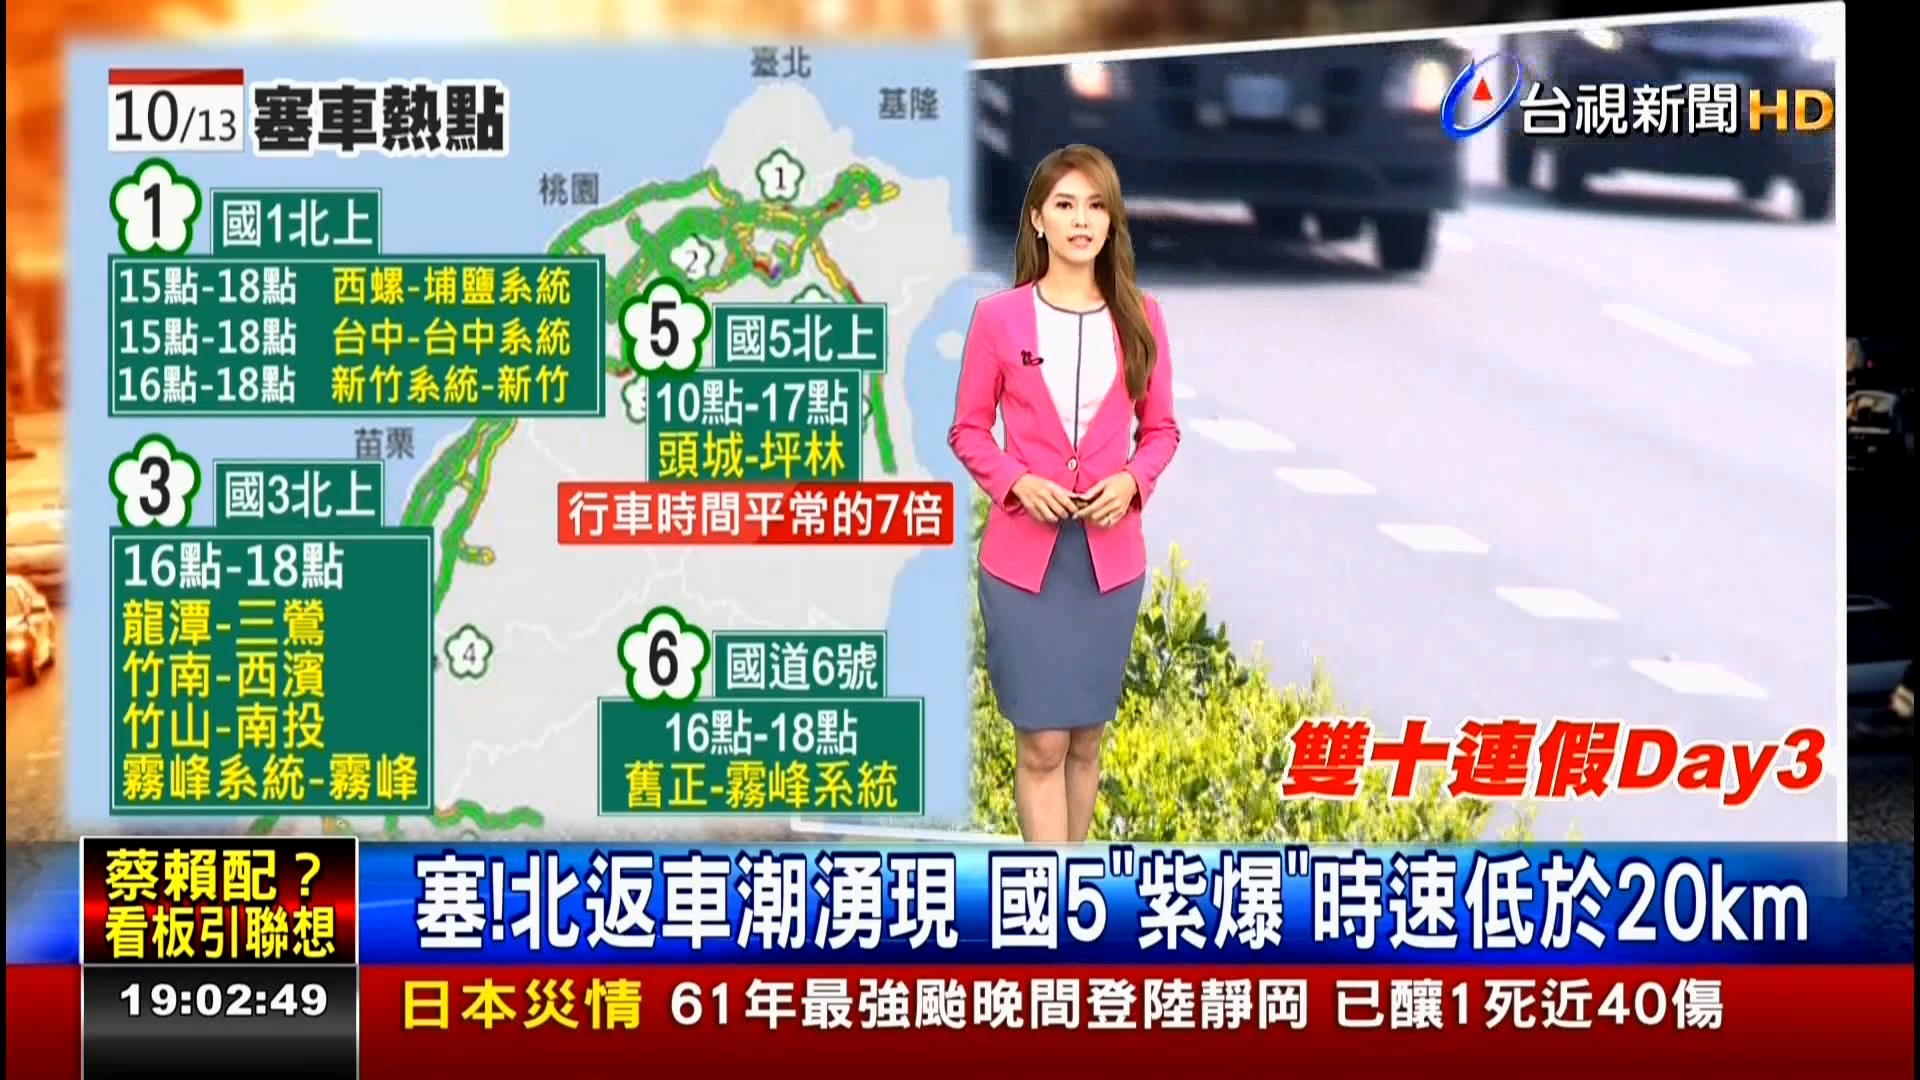 臺北
基隆
桃園
苗栗
10/13 塞車熱點
1 國1北上
15點-18點 西螺-埔鹽系統
15點-18點 台中-台中系統
16點-18點 新竹系統-新竹
3 國3北上
16點-18點
龍潭-三鶯
竹南-西濱
竹山-南投
霧峰系統-霧峰
1
2
4
5 國5北上
10點-17點
頭城-坪林
行車時間平常的7倍
6 國道6號
16點-18點
舊正-霧峰系統
台視新聞HD
雙十連假Day3
蔡賴配？
看板引聯想
塞!北返車潮湧現 國5"紫爆"時速低於20km
19:02:49
日本災情 61年最強颱晚間登陸靜岡 已釀1死近40傷